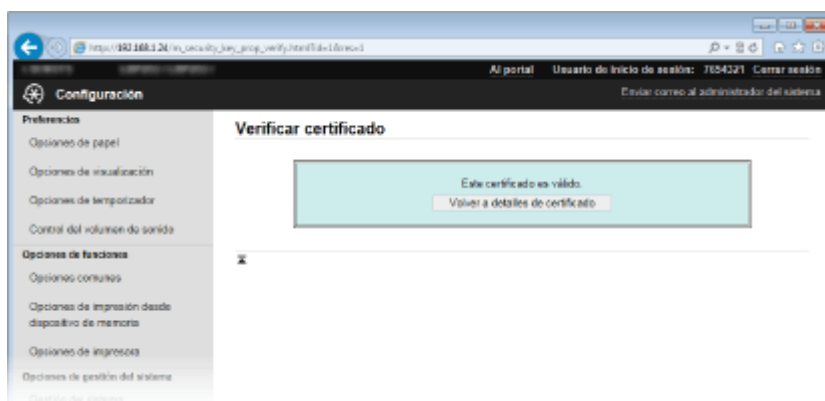 Al portal Usuario de inicio de sesión: 7654321 Cerrar sesión
Configuración
Enviar correo al administrador del sistema
Preferencias
Opciones de papel
Opciones de visualización
Opciones de temporizador
Control del volumen de sonido
Opciones de funciones
Opciones comunes
Opciones de impresión desde
dispositivo de memoria
Opciones de impresora
Opciones de gestión del sistema
Gestión del sistema
Verificar certificado
Este certificado es válido.
Volver a detalles de certificado